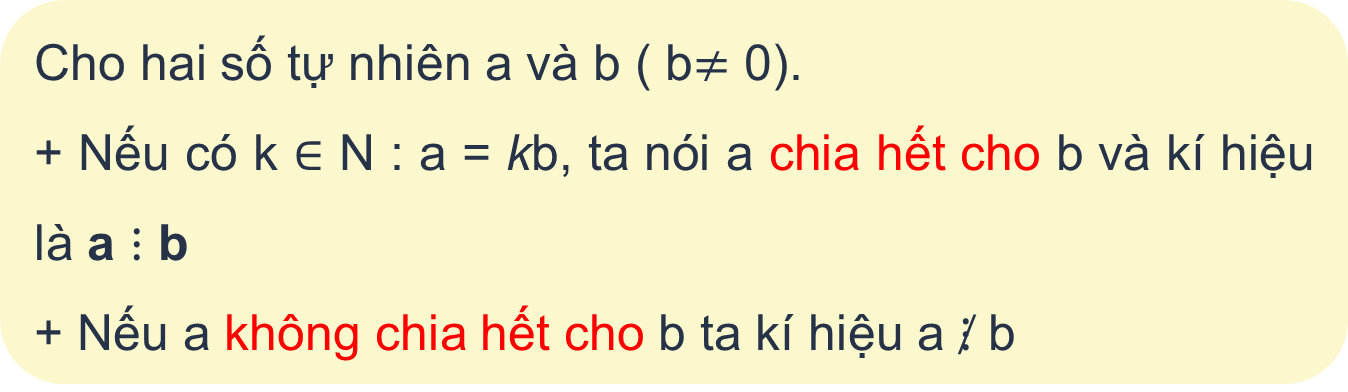 Cho hai số tự nhiên a và b ( b≠ 0).
+ Nếu có k ∈ N : a = kb, ta nói a chia hết cho b và kí hiệu
là a ⋮ b
+ Nếu a không chia hết cho b ta kí hiệu a ⋮̸ b